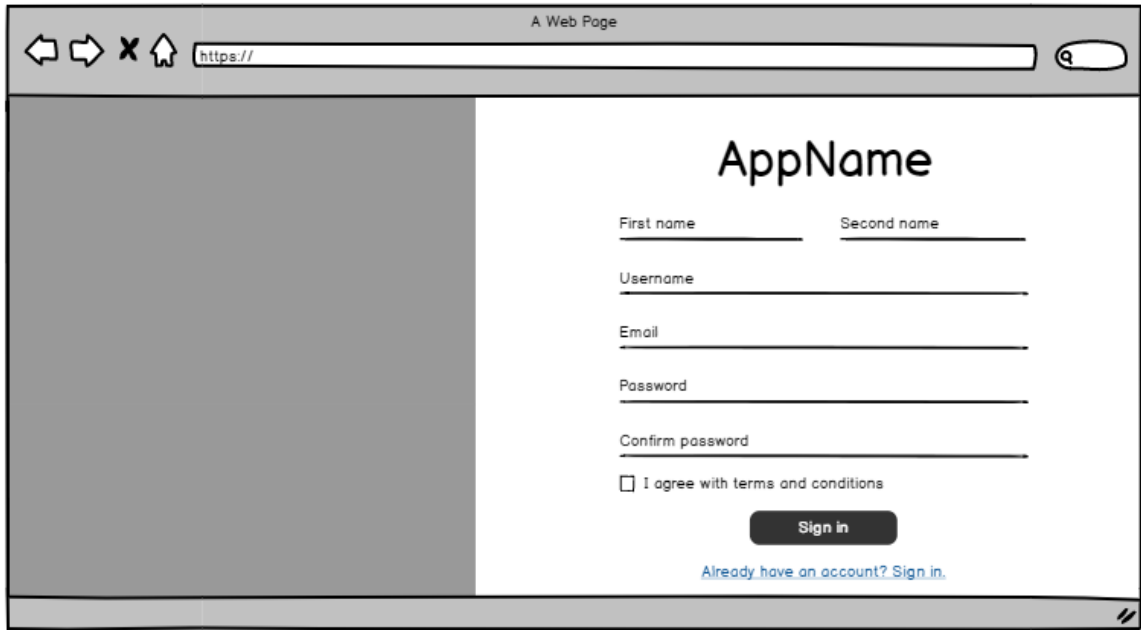 A Web Page
https://
AppName
First name Second name
Username
Email
Password
Confirm password
I agree with terms and conditions
Sign in
Already have an account? Sign in.